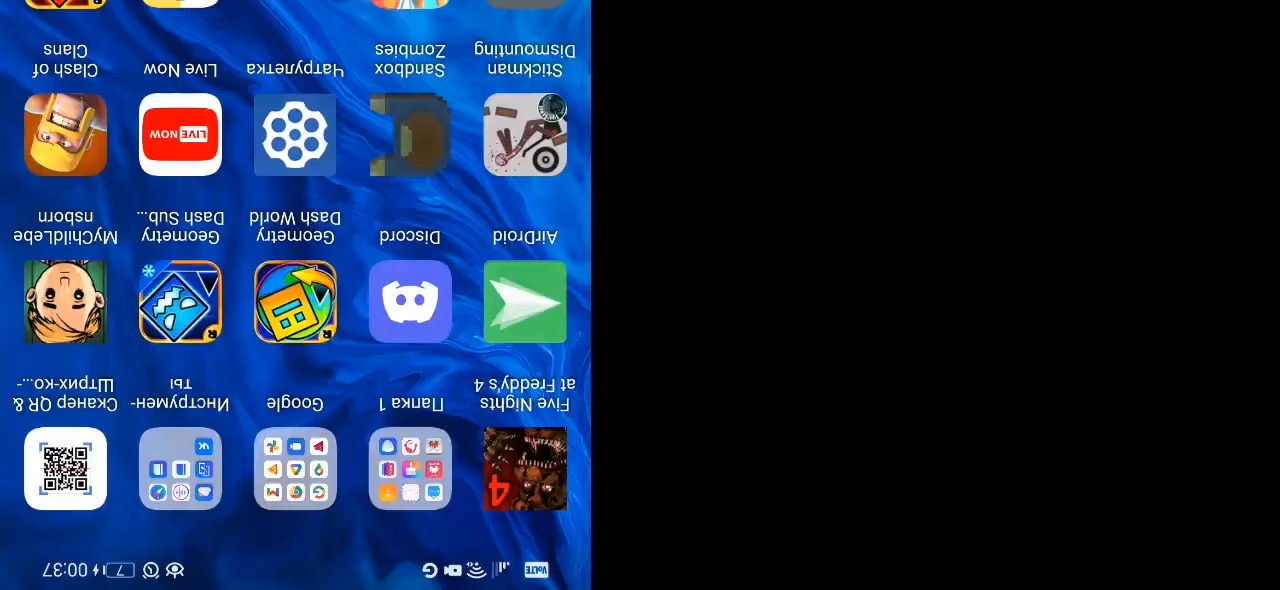 VoLTE
7
00:37
4
Five Nights
at Freddy's 4
Папка 1
Google
Инструмен-
ты
Сканер QR &
Штрих-ко...-
AirDroid
Discord
Geometry
Dash World
Geometry
Dash Sub...
MyChildLebe
nsborn
LIVE NOW
Stickman
Dismounting
Sandbox
Zombies
Чатрулетка
Live Now
Clash of
Clans